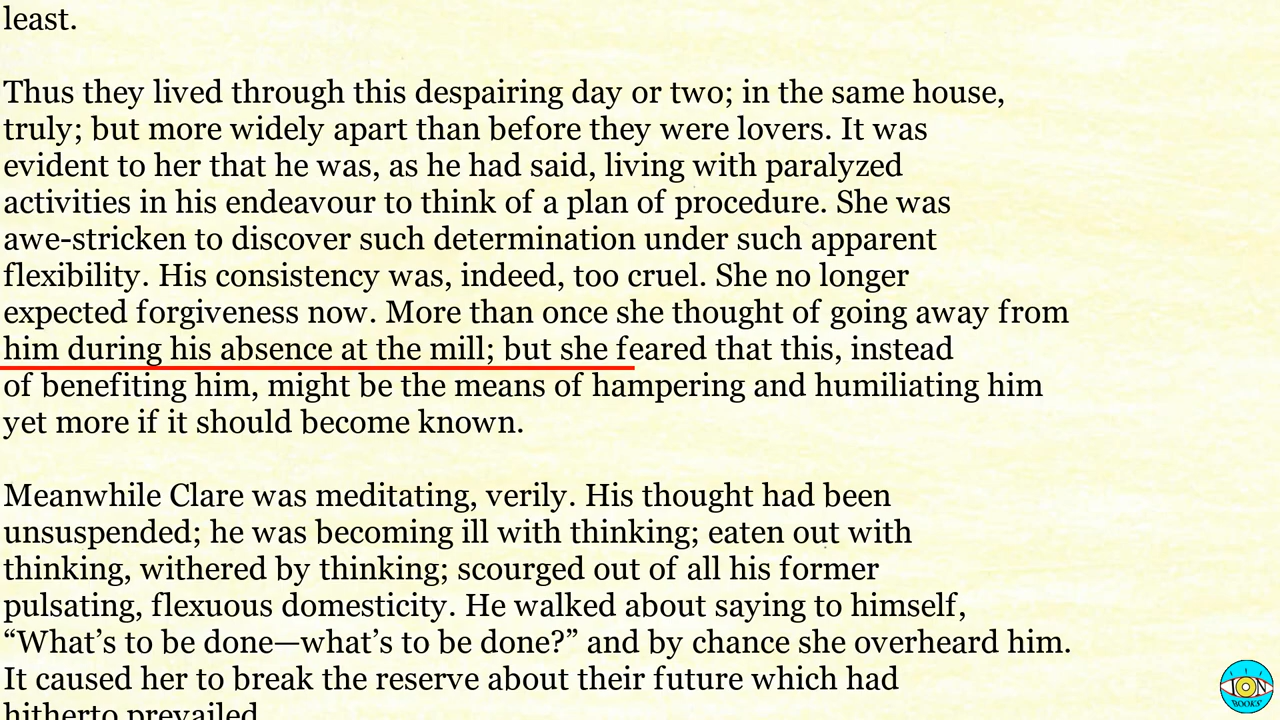 least.
Thus they lived through this despairing day or two; in the same house,
truly; but more widely apart than before they were lovers. It was
evident to her that he was, as he had said, living with paralyzed
activities in his endeavour to think of a plan of procedure. She was
awe-stricken to discover such determination under such apparent
flexibility. His consistency was, indeed, too cruel. She no longer
expected forgiveness now. More than once she thought of going away from
him during his absence at the mill; but she feared that this, instead
of benefiting him, might be the means of hampering and humiliating him
yet more if it should become known.
Meanwhile Clare was meditating, verily. His thought had been
unsuspended; he was becoming ill with thinking; eaten out with
thinking, withered by thinking; scourged out of all his former
pulsating, flexuous domesticity. He walked about saying to himself,
“What’s to be done—what’s to be done?” and by chance she overheard him.
It caused her to break the reserve about their future which had
hitherto prevailed.
ION
BOOKS